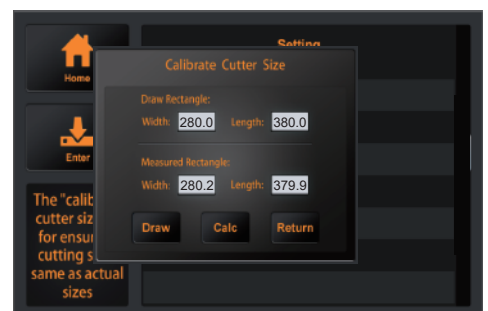 Setting
Home
Calibrate Cutter Size
Draw Rectangle:
Width: 280.0 Length: 380.0
Enter
Measured Rectangle:
Width: 280.2 Length: 379.9
Draw Calc Return
The "calib
cutter siz
for ensu
cutting s
same as actual
sizes